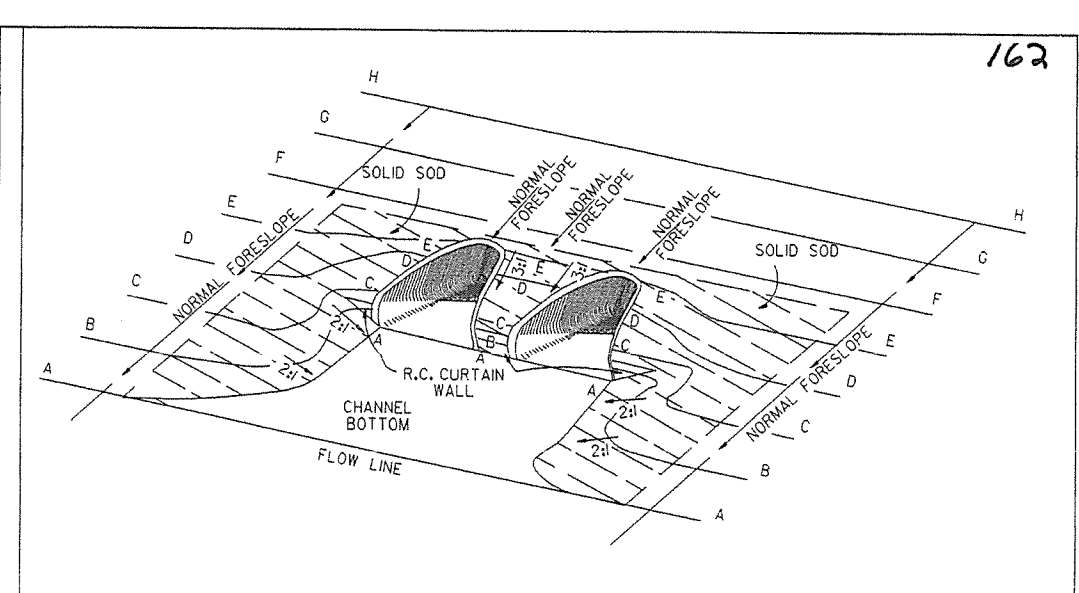 162
H
G
F
SOLID SOD
E
D
C
B
A
NORMAL FORESLOPE
NORMAL
FORESLOPE
NORMAL
FORESLOPE
NORMAL
FORESLOPE
SOLID SOD
H
G
F
E
D
C
B
A
NORMAL FORESLOPE
E
D
C
3:1
E
D
3:1
E
D
C
C
B
A
A
A
2:1
2:1
2:1
2:1
R.C. CURTAIN
WALL
CHANNEL
BOTTOM
FLOW LINE